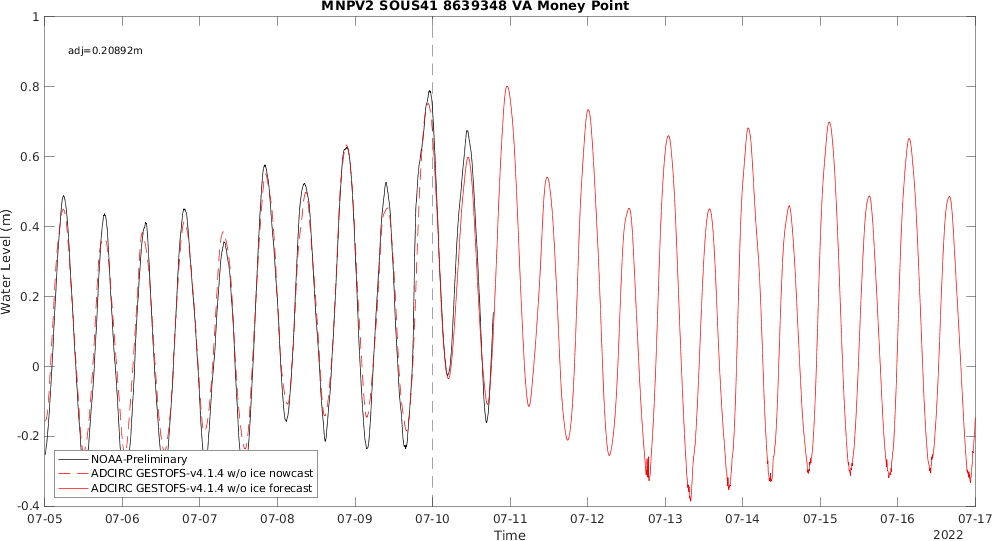 MNPV2 SOUS41 8639348 VA Money Point
1
adj=0.20892m
0.8
0.6
0.4
0.2
0
-0.2
-0.4
Water Level (m)
NOAA-Preliminary
ADCIRC GESTOFS-v4.1.4 w/o ice nowcast
ADCIRC GESTOFS-v4.1.4 w/o ice forecast
07-05 07-06 07-07 07-08 07-09 07-10 07-11 07-12 07-13 07-14 07-15 07-16 07-17
Time
2022